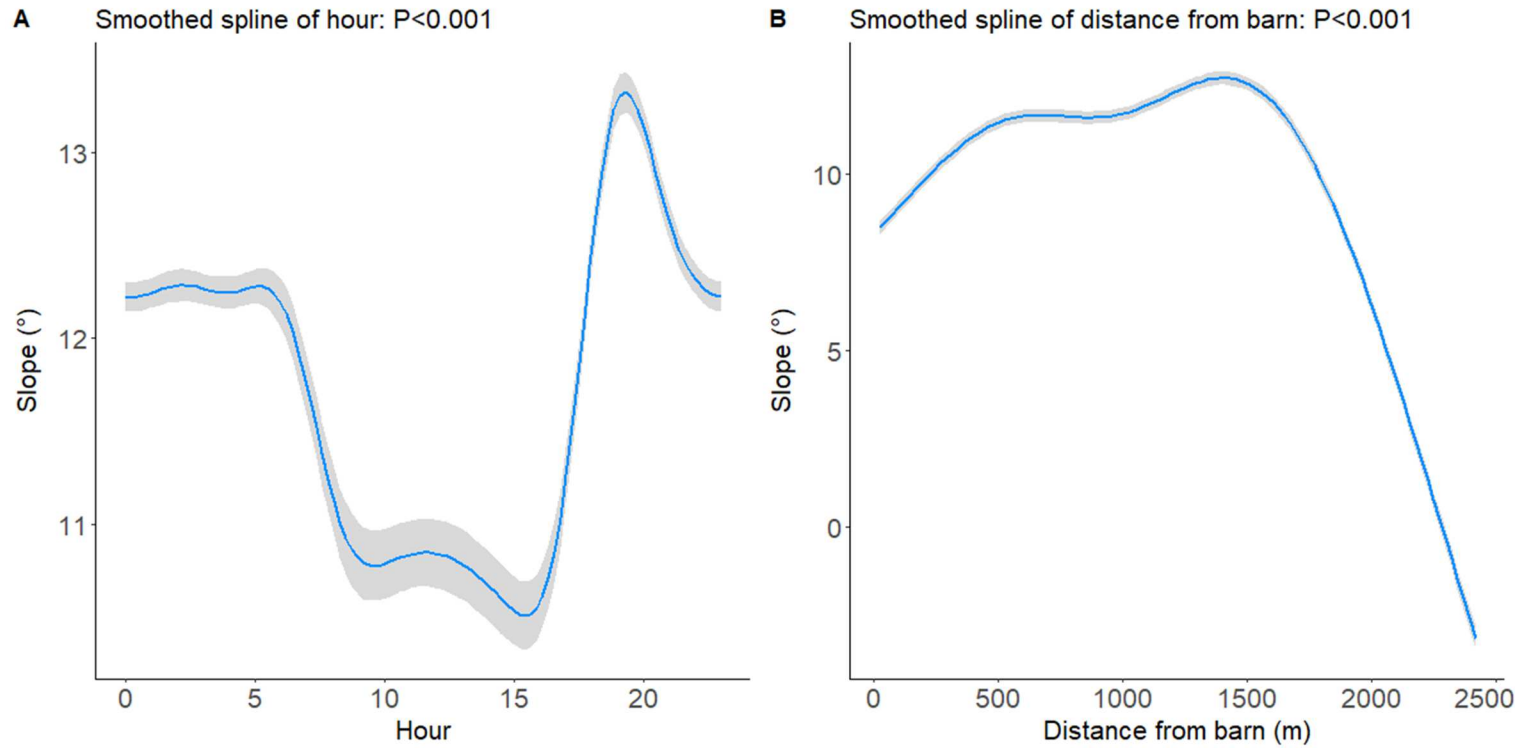 A Smoothed spline of hour: P<0.001
Slope (°)
13
12
11
0 5 10 15 20
Hour
B Smoothed spline of distance from barn: P<0.001
Slope (°)
10
5
0
0 500 1000 1500 2000 2500
Distance from barn (m)